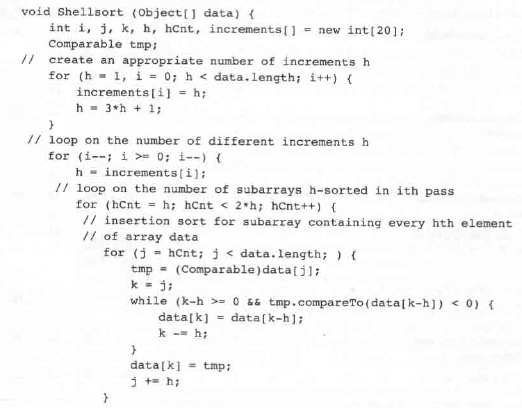 void Shellsort (Object[] data) {
int i, j, k, h, hCnt, increments[] = new int[20];
Comparable tmp;
// create an appropriate number of increments h
for (h = 1, i = 0; h < data.length; i++) {
increments[i] = h;
h = 3*h + 1;
}
// loop on the number of different increments h
for (i--; i >= 0; i--) {
h = increments[i];
// loop on the number of subarrays h-sorted in ith pass
for (hCnt = h; hCnt < 2*h; hCnt++) {
// insertion sort for subarray containing every hth element
// of array data
for (j = hCnt; j < data.length; ) {
tmp = (Comparable)data[j];
k = j;
while (k-h >= 0 && tmp.compareTo(data[k-h]) < 0) {
data[k] = data[k-h];
k -= h;
}
data[k] = tmp;
j += h;
}